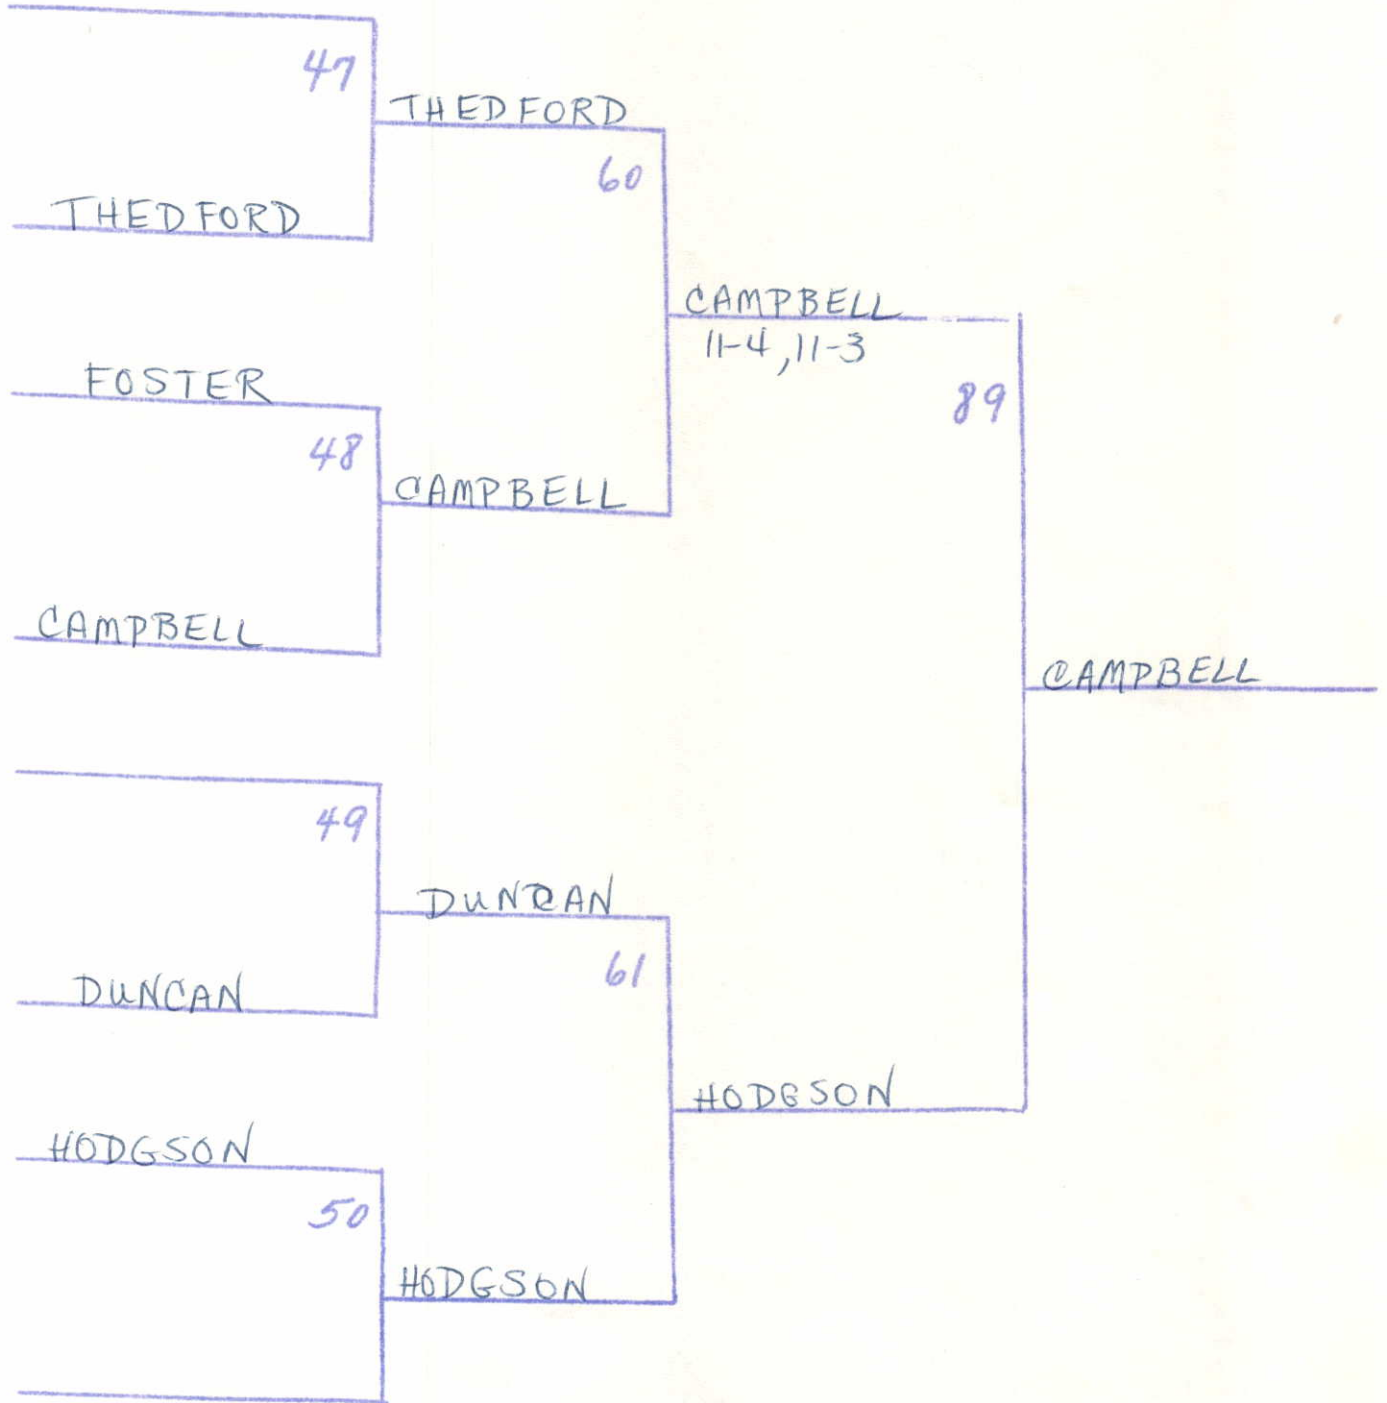 47
THEDFORD
60
THEDFORD
CAMPBELL
11-4, 11-3
FOSTER
89
48
CAMPBELL
CAMPBELL
CAMPBELL
49
DUNCAN
61
DUNCAN
HODGSON
HODGSON
50
HODGSON